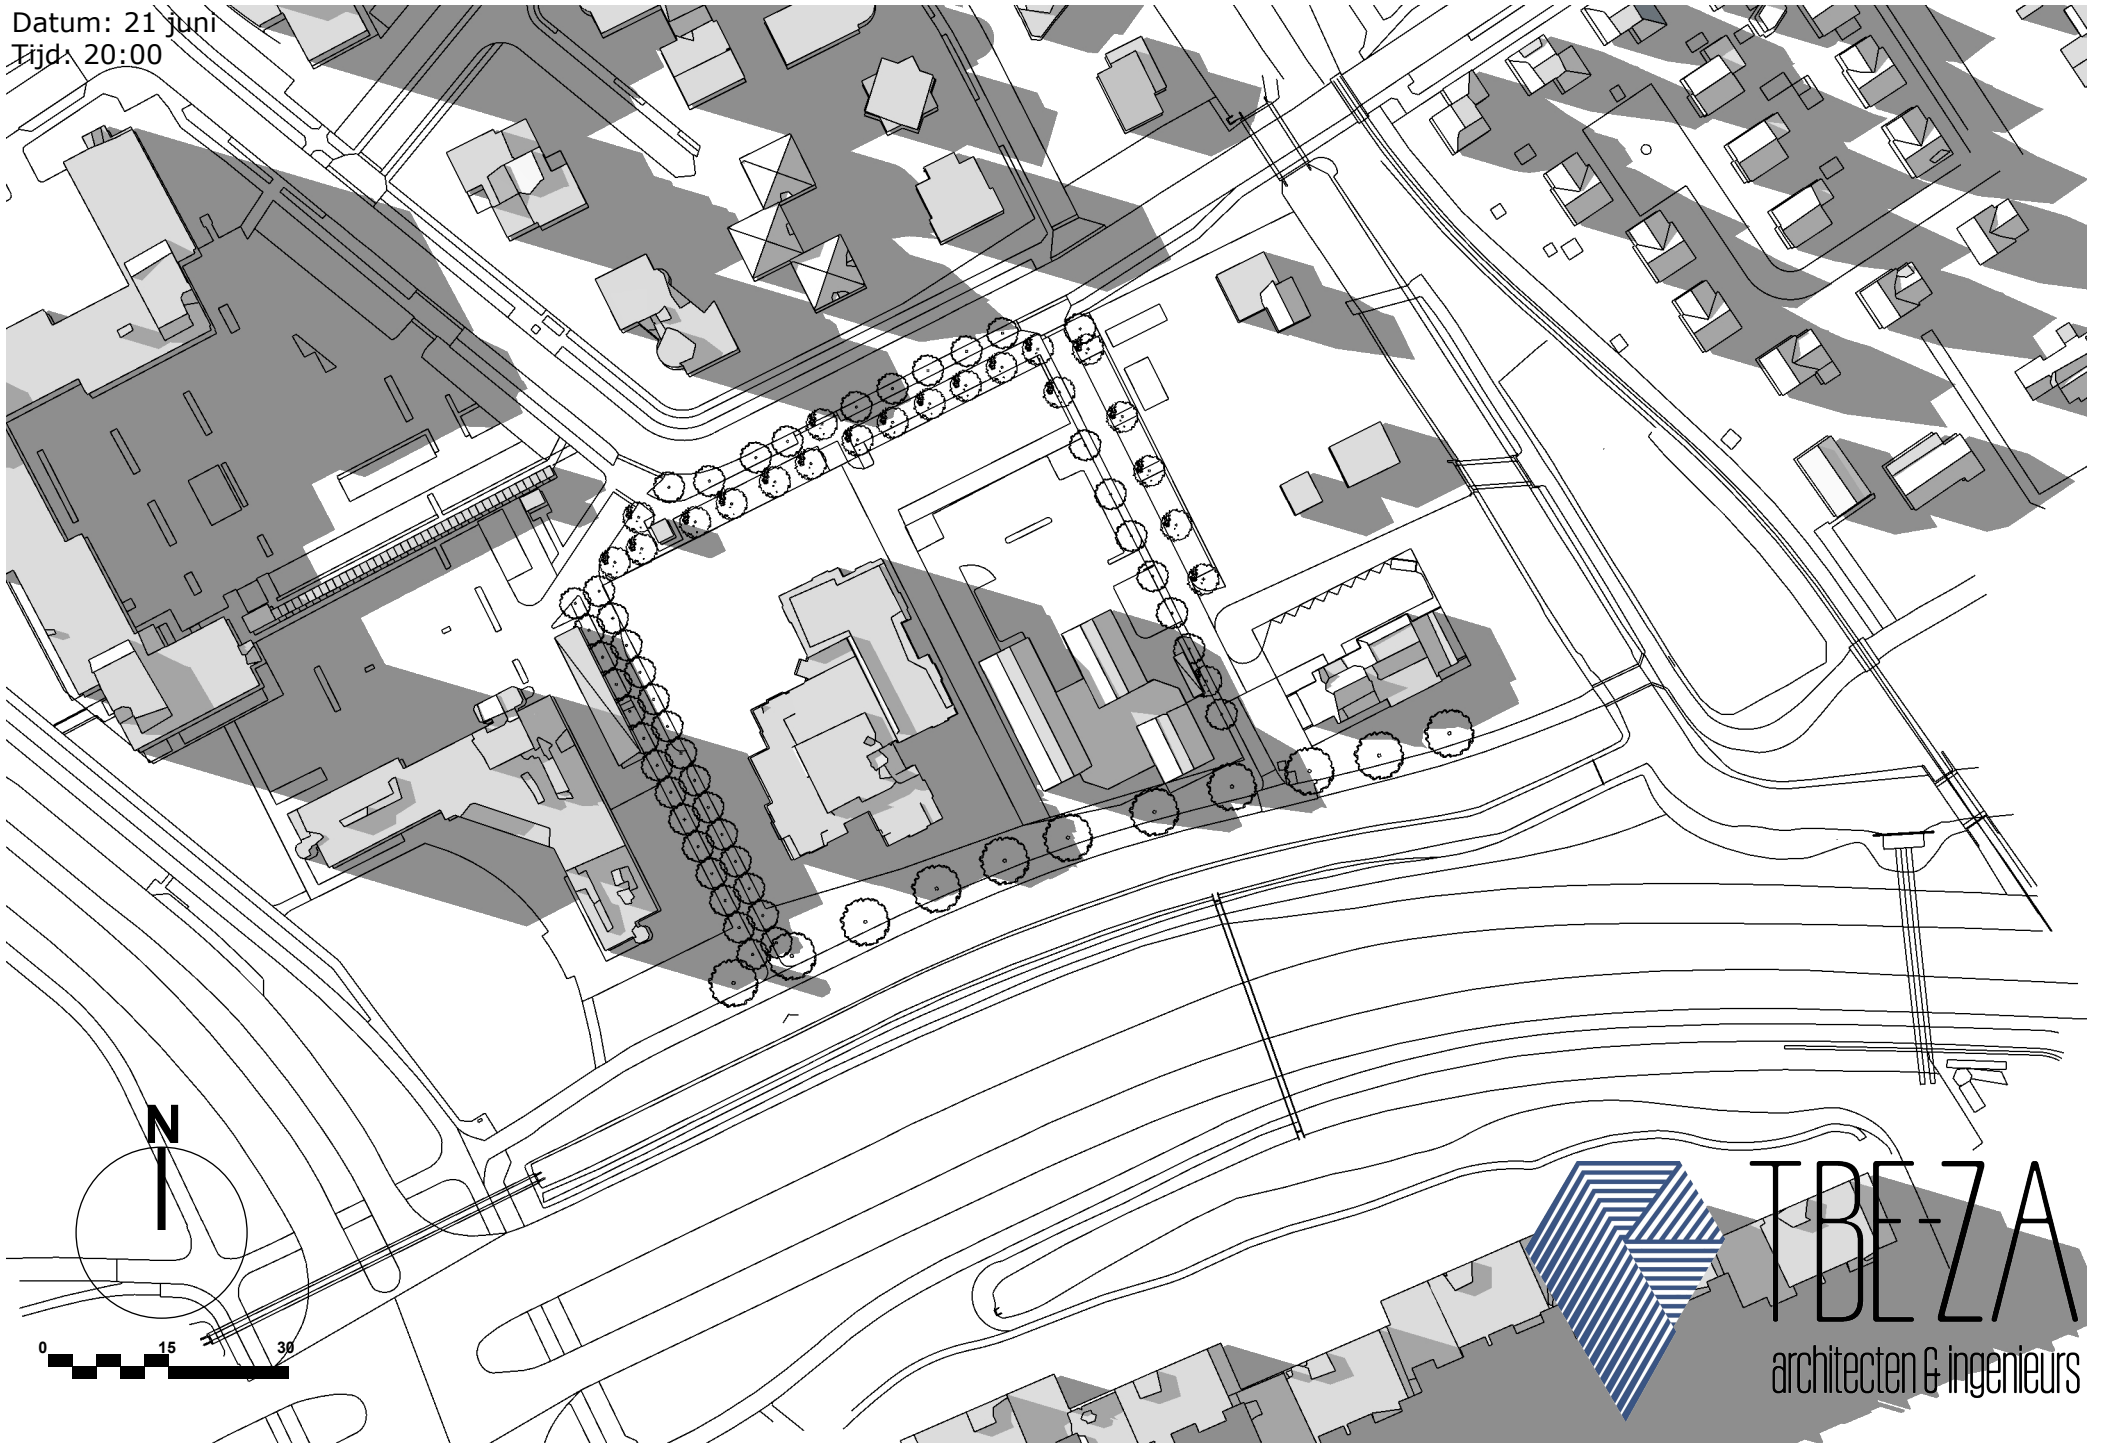 Datum: 21 juni
Tijd: 20:00
N
0 15 30
TBE-ZA
architecten & ingenieurs